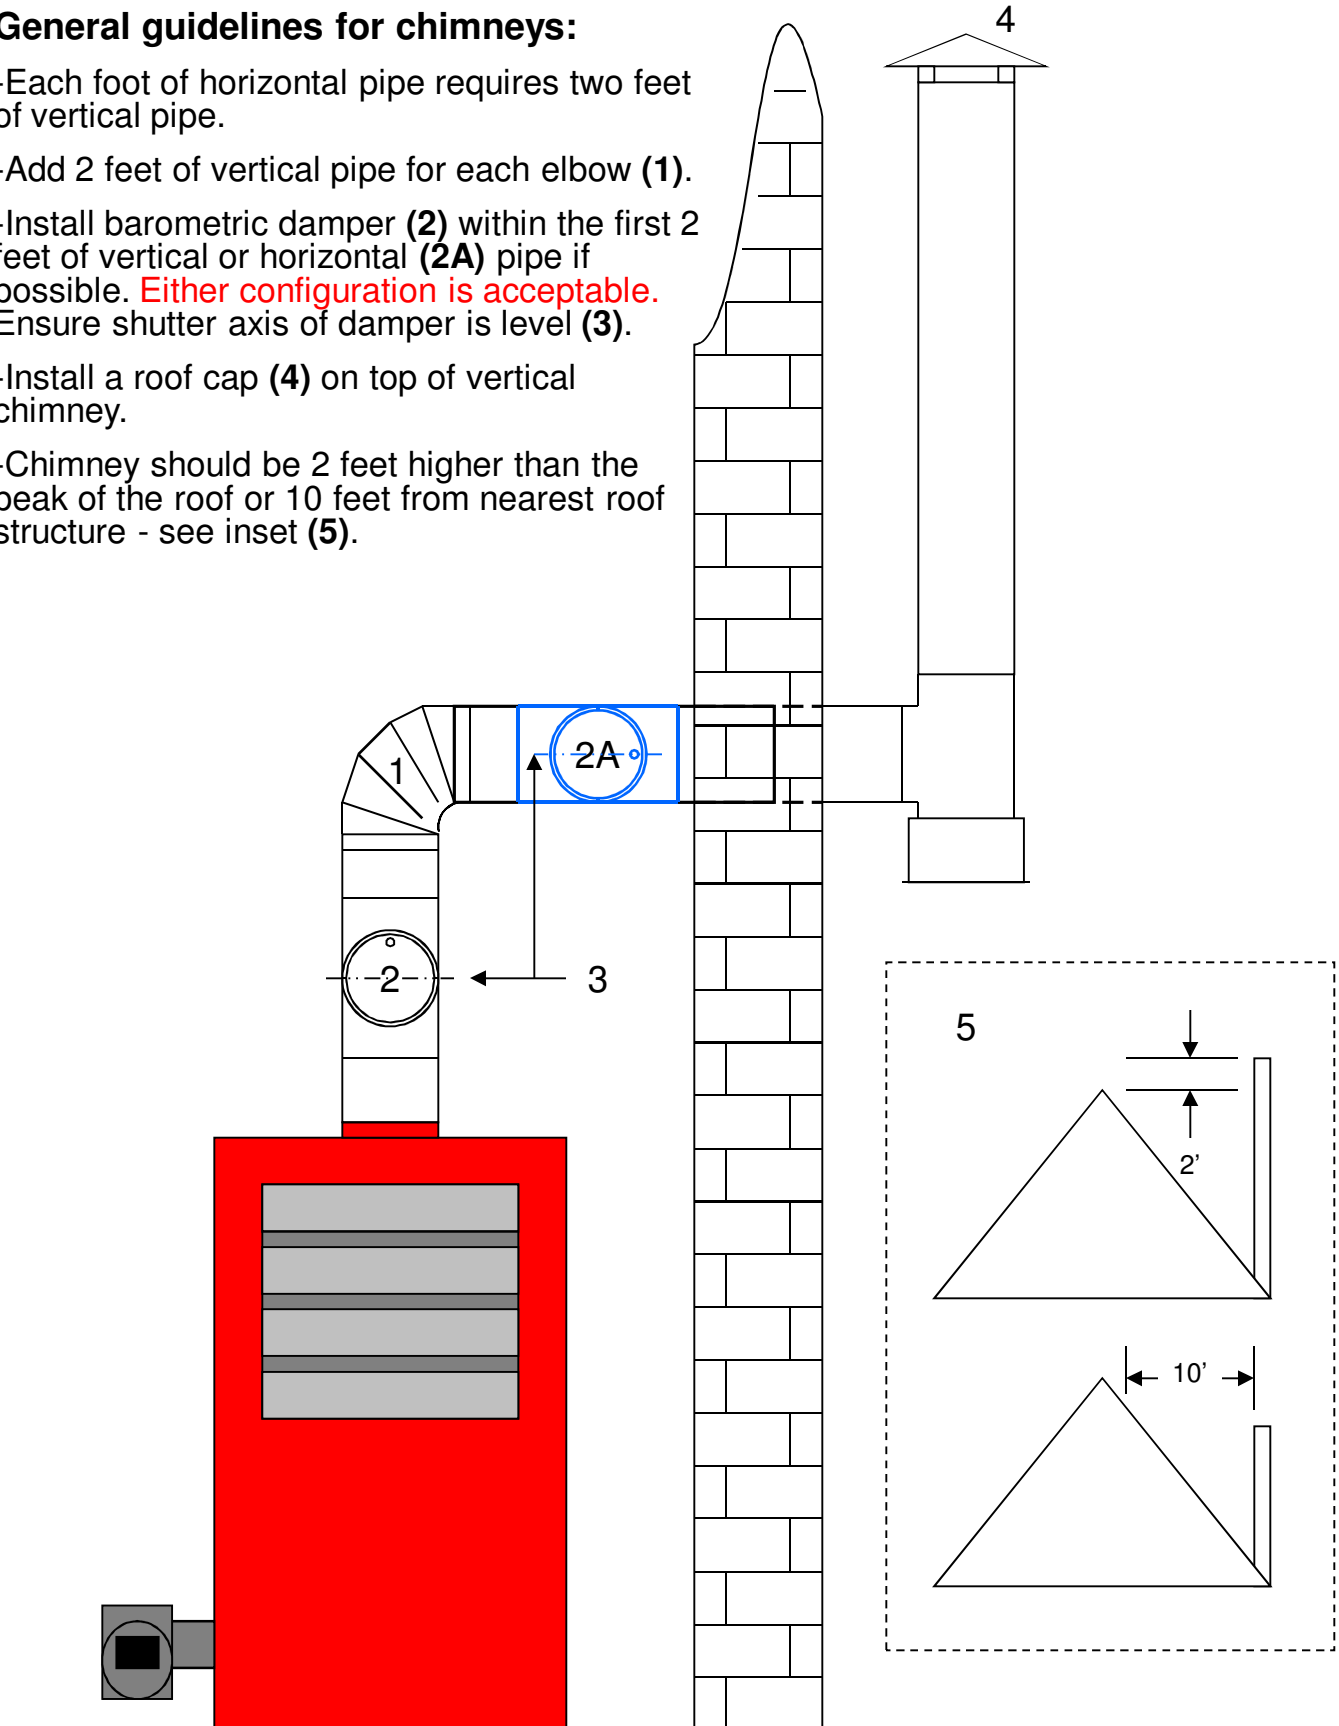 General guidelines for chimneys:
-Each foot of horizontal pipe requires two feet
of vertical pipe.
-Add 2 feet of vertical pipe for each elbow (1).
-Install barometric damper (2) within the first 2
feet of vertical or horizontal (2A) pipe if
possible. Either configuration is acceptable.
Ensure shutter axis of damper is level (3).
-Install a roof cap (4) on top of vertical
chimney.
-Chimney should be 2 feet higher than the
peak of the roof or 10 feet from nearest roof
structure - see inset (5).
4
1
2A
2
3
5
2’
10’